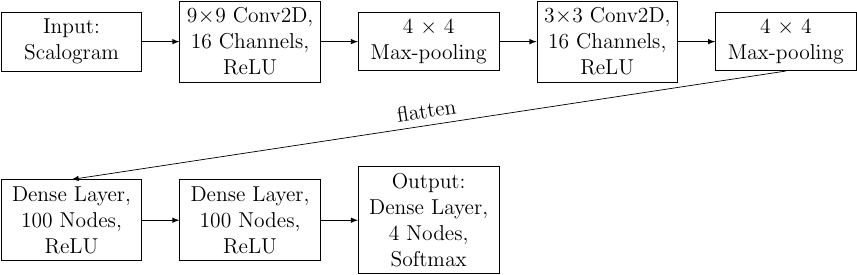 Input:
Scalogram
9×9 Conv2D,
16 Channels,
ReLU
4 × 4
Max-pooling
3×3 Conv2D,
16 Channels,
ReLU
4 × 4
Max-pooling
flatten
Dense Layer,
100 Nodes,
ReLU
Dense Layer,
100 Nodes,
ReLU
Output:
Dense Layer,
4 Nodes,
Softmax